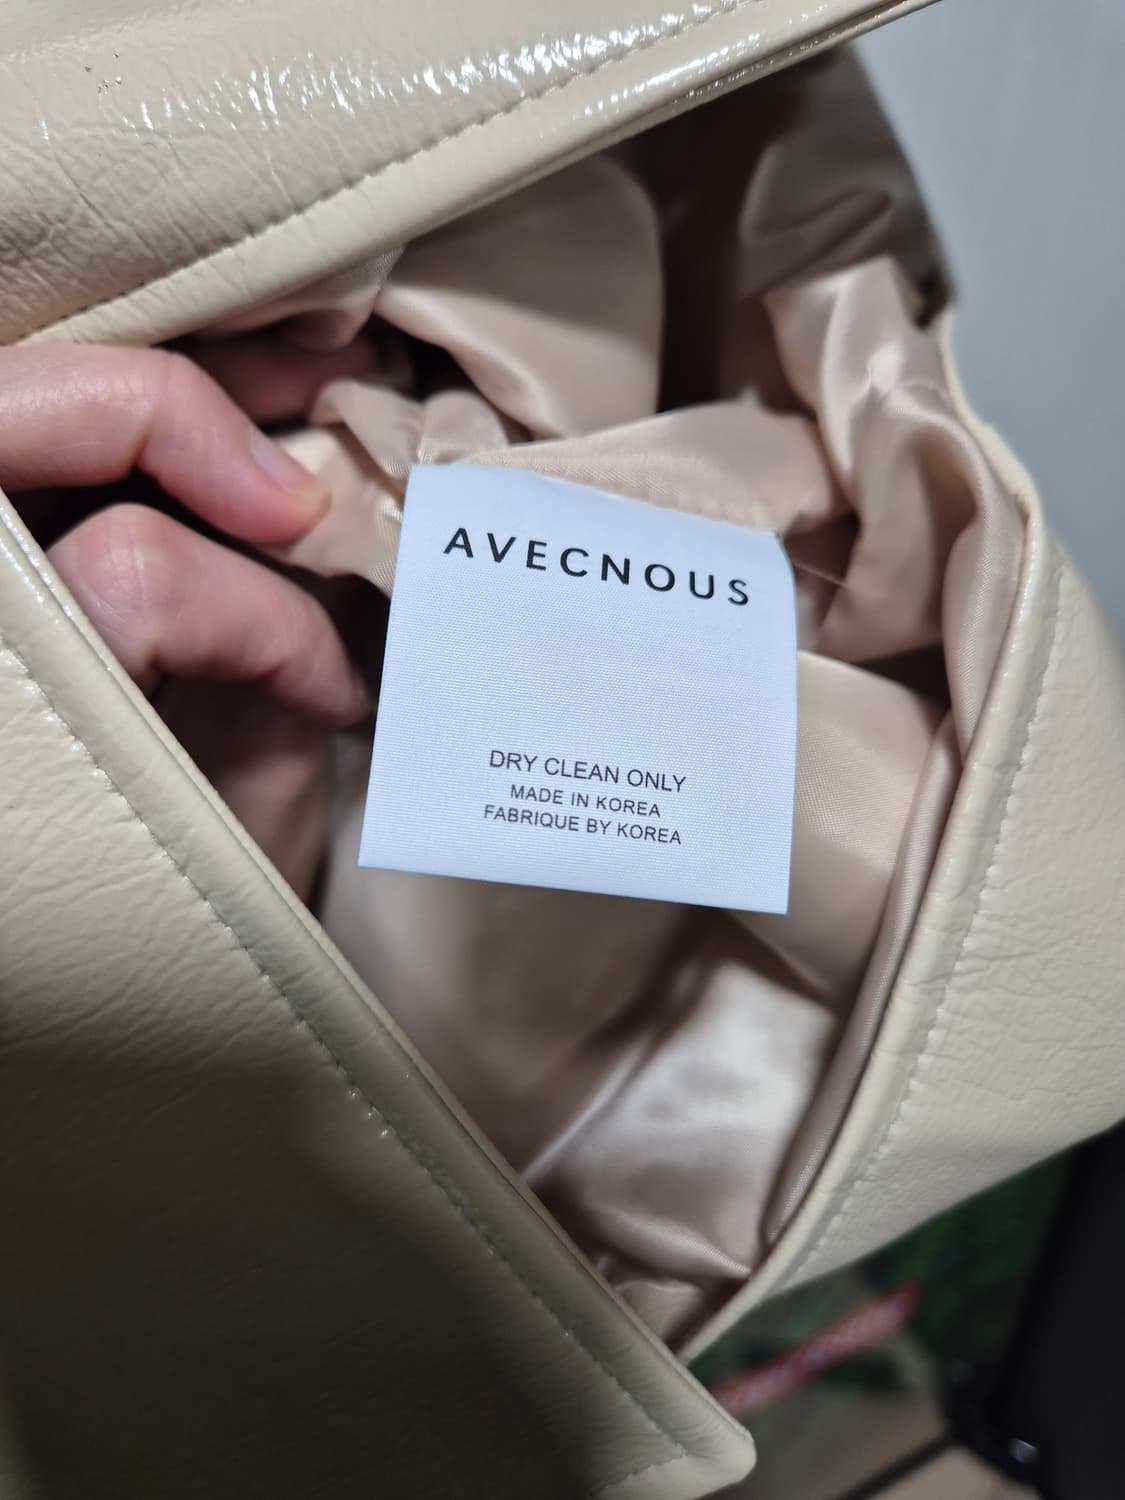 AVECNOUS
DRY CLEAN ONLY
MADE IN KOREA
FABRIQUE BY KOREA